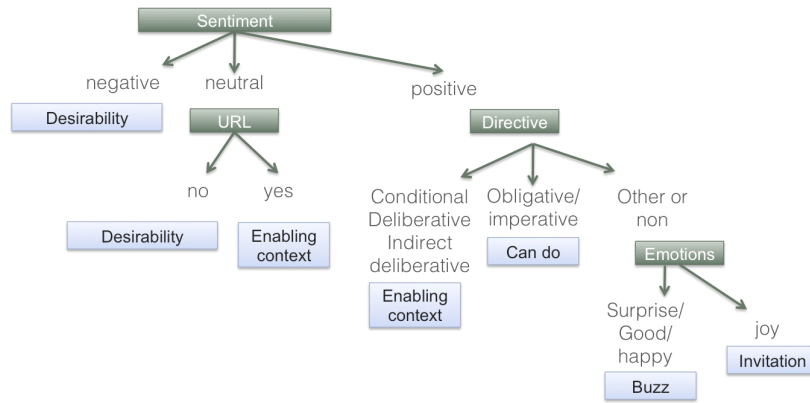 Sentiment
negative
neutral
positive
Desirability
URL
Directive
no
yes
Conditional
Deliberative
Indirect
deliberative
Obligative/
imperative
Other or
non
Desirability
Enabling
context
Can do
Emotions
Enabling
context
Surprise/
Good/
happy
joy
Invitation
Buzz